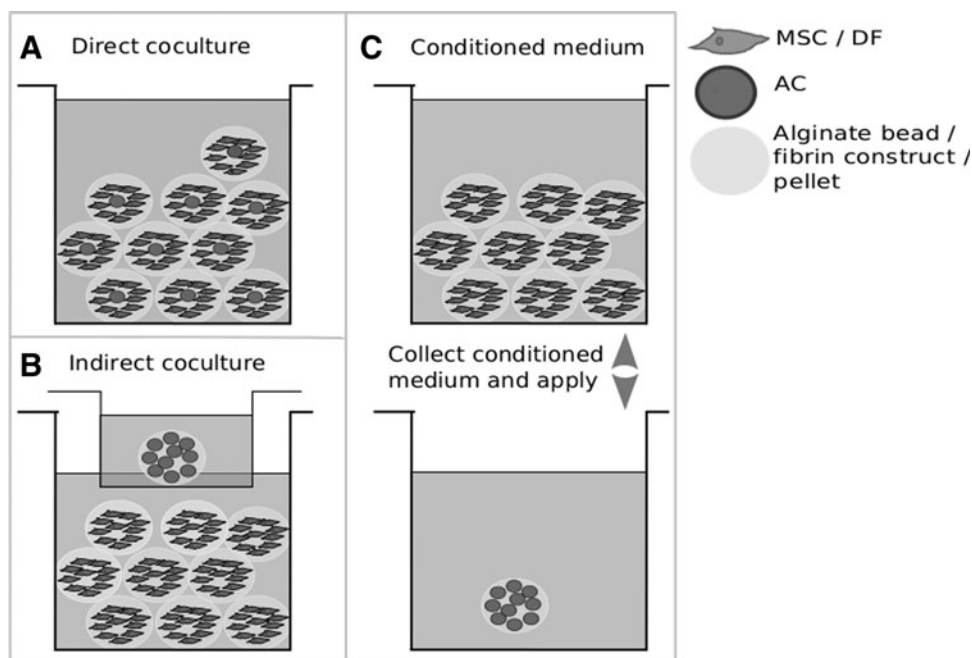 A Direct coculture
B Indirect coculture
C Conditioned medium
Collect conditioned
medium and apply
MSC / DF
AC
Alginate bead /
fibrin construct /
pellet